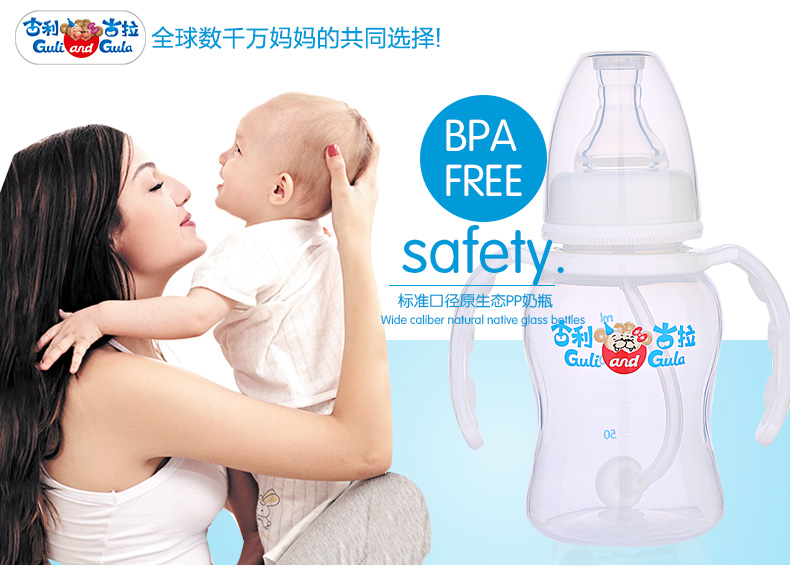 古利 古拉
Guli and Gula
全球数千万妈妈的共同选择!
BPA
FREE
safety.
标准口径原生态PP奶瓶
Wide caliber natural native glass bottles
ml
古利 古拉
Guli and Gula
50